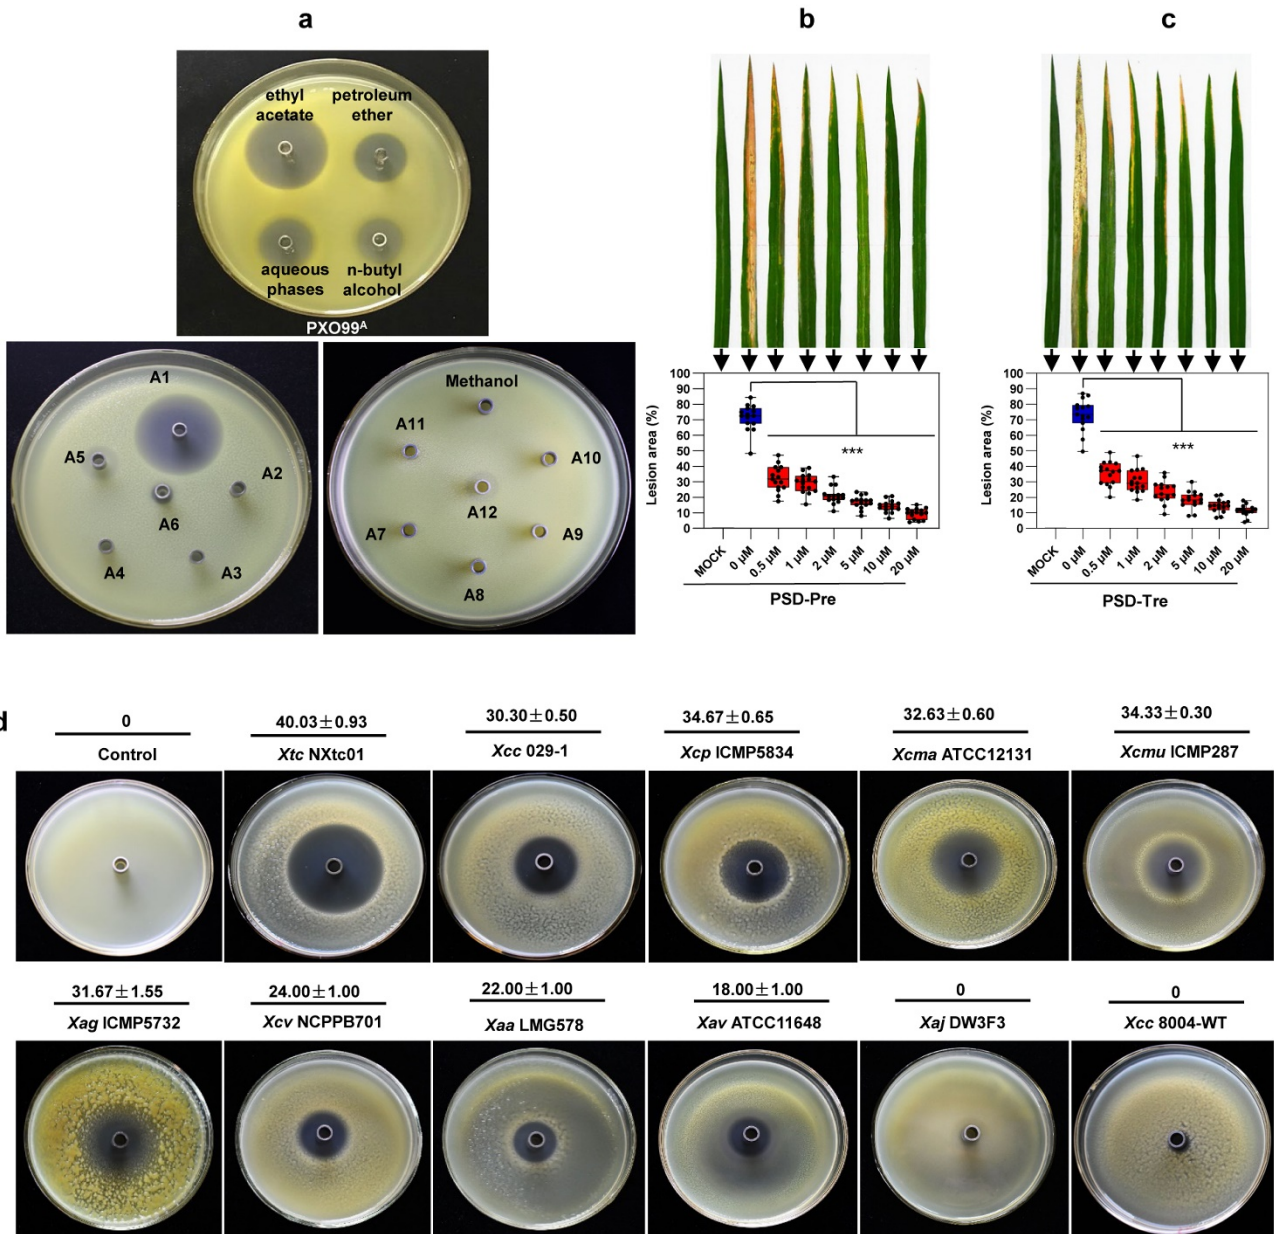 a
ethyl
acetate
petroleum
ether
aqueous
phases
n-butyl
alcohol
PXO99A
A1
A5
A2
A6
A4
A3
Methanol
A11
A10
A12
A7
A9
A8
b
Lesion area (%)
100
90
80
70
60
50
40
30
20
10
0
***
MOCK
0 μM
0.5 μM
1 μM
2 μM
5 μM
10 μM
20 μM
PSD-Pre
c
Lesion area (%)
100
90
80
70
60
50
40
30
20
10
0
***
MOCK
0 μM
0.5 μM
1 μM
2 μM
5 μM
10 μM
20 μM
PSD-Tre
d
0
Control
40.03±0.93
Xtc NXtc01
30.30±0.50
Xcc 029-1
34.67±0.65
Xcp ICMP5834
32.63±0.60
Xcma ATCC12131
34.33±0.30
Xcmu ICMP287
31.67±1.55
Xag ICMP5732
24.00±1.00
Xcv NCPPB701
22.00±1.00
Xaa LMG578
18.00±1.00
Xav ATCC11648
0
Xaj DW3F3
0
Xcc 8004-WT